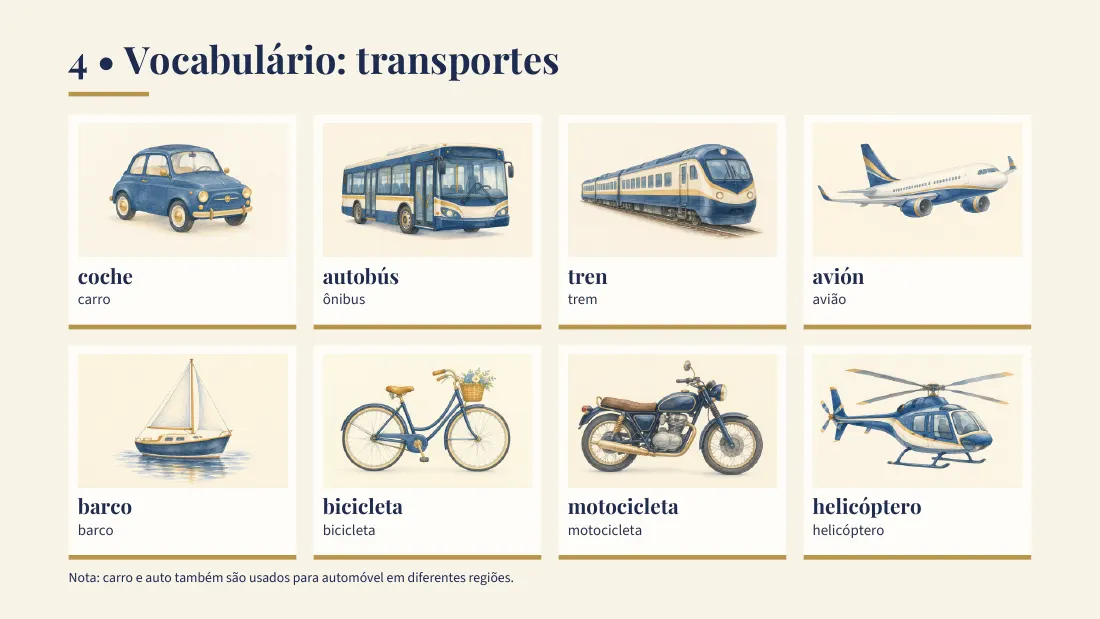 4 • Vocabulário: transportes
coche
carro
autobús
ônibus
tren
trem
avión
avião
barco
barco
bicicleta
bicicleta
motocicleta
motocicleta
helicóptero
helicóptero
Nota: carro e auto também são usados para automóvel em diferentes regiões.